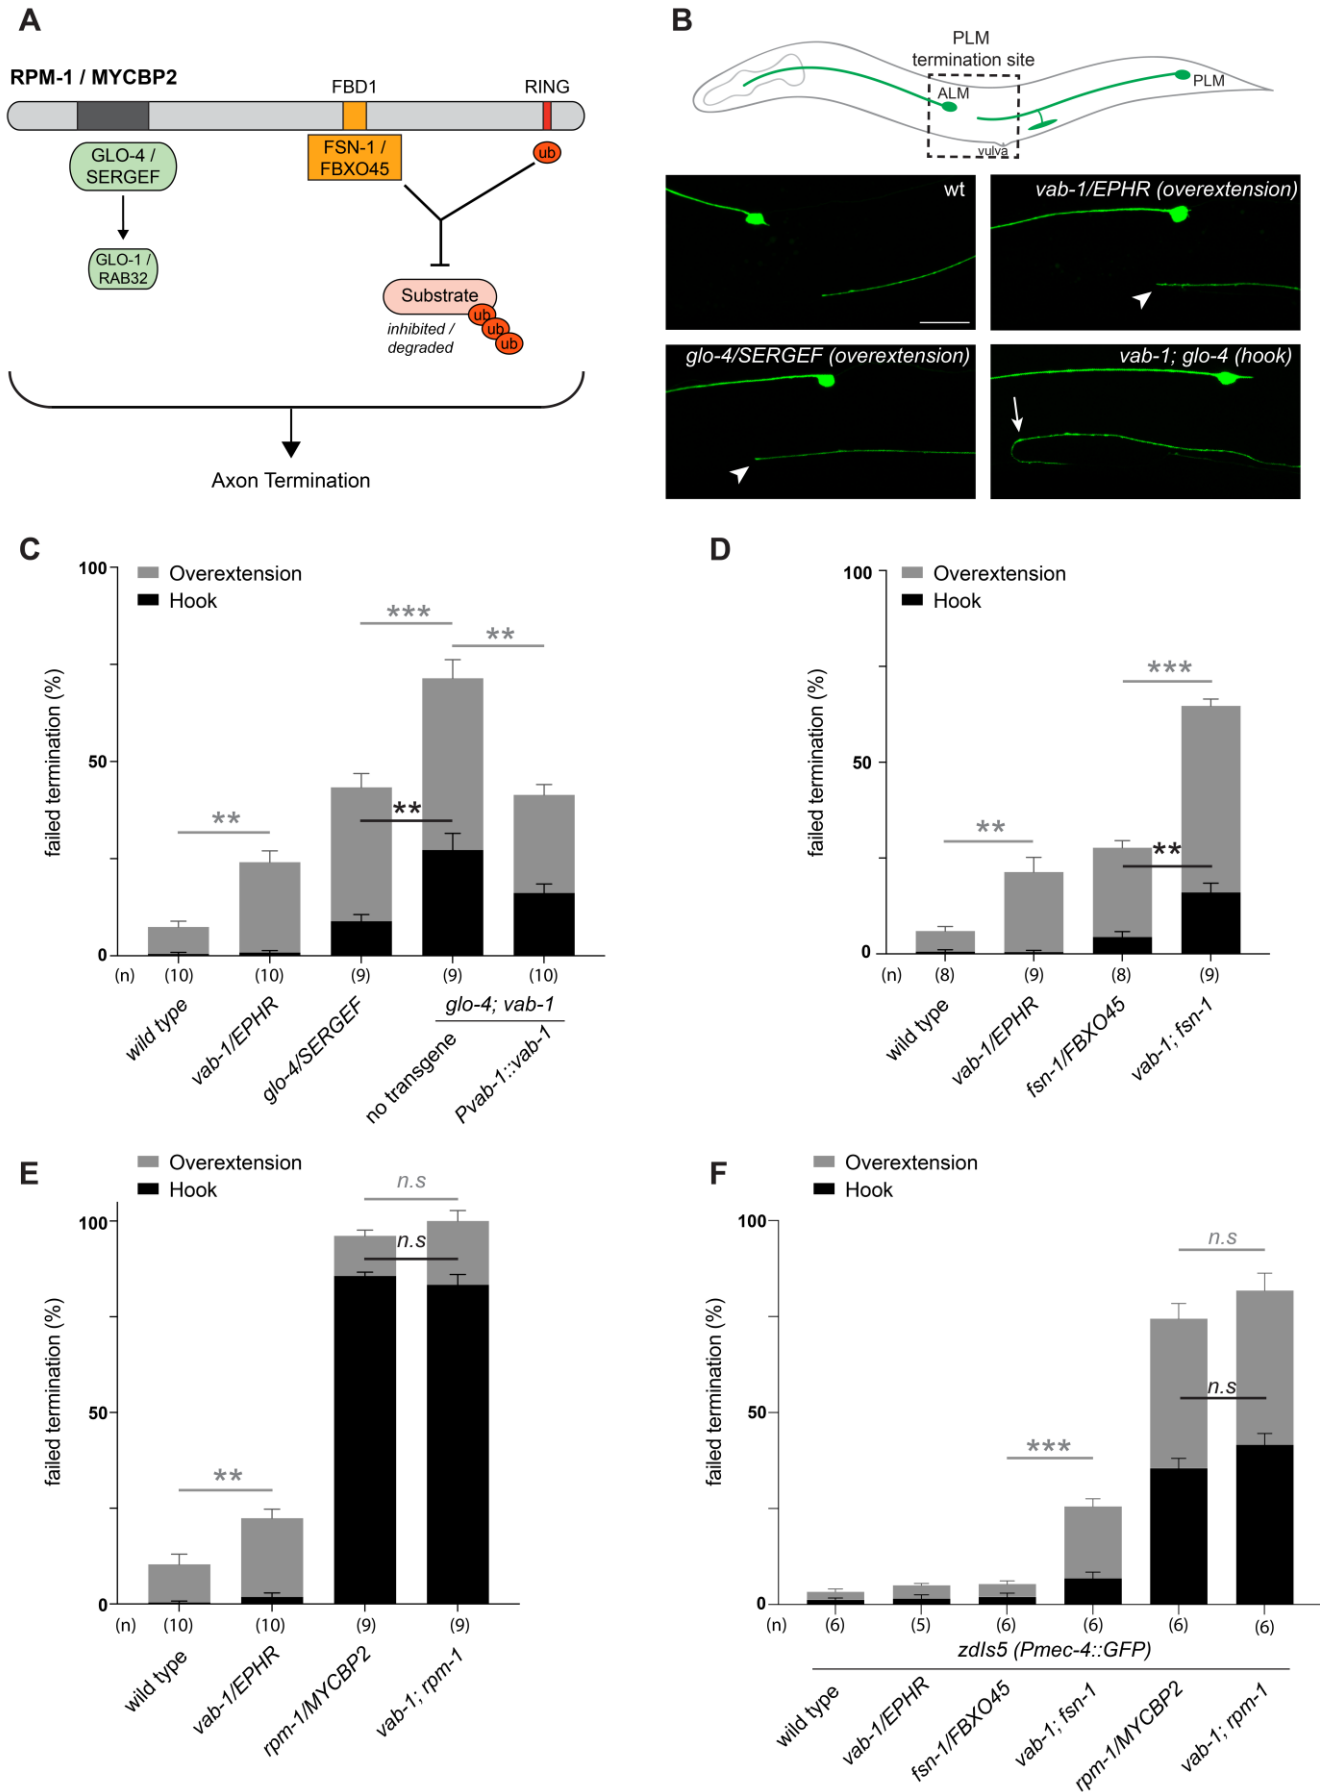 A
RPM-1 / MYCBP2
FBD1
RING
GLO-4 /
SERGEF
FSN-1 /
FBXO45
ub
GLO-1 /
RAB32
Substrate
ub
ub
ub
inhibited /
degraded
Axon Termination
B
PLM
termination site
ALM
PLM
vulva
wt
vab-1/EPHR (overextension)
glo-4/SERGEF (overextension)
vab-1; glo-4 (hook)
C
Overextension
Hook
failed termination (%)
100
50
0
**
***
**
**
(n) (10) (10) (9) (9) (10)
wild type
vab-1/EPHR
glo-4/SERGEF
glo-4; vab-1
no transgene
Pvab-1::vab-1
D
Overextension
Hook
failed termination (%)
100
50
0
**
***
**
(n) (8) (9) (8) (9)
wild type
vab-1/EPHR
fsn-1/FBXO45
vab-1; fsn-1
E
Overextension
Hook
failed termination (%)
100
50
0
**
n.s
n.s
(n) (10) (10) (9) (9)
wild type
vab-1/EPHR
rpm-1/MYCBP2
vab-1; rpm-1
F
Overextension
Hook
failed termination (%)
100
50
0
***
n.s
n.s
(n) (6) (5) (6) (6) (6) (6)
zdIs5 (Pmec-4::GFP)
wild type
vab-1/EPHR
fsn-1/FBXO45
vab-1; fsn-1
rpm-1/MYCBP2
vab-1; rpm-1